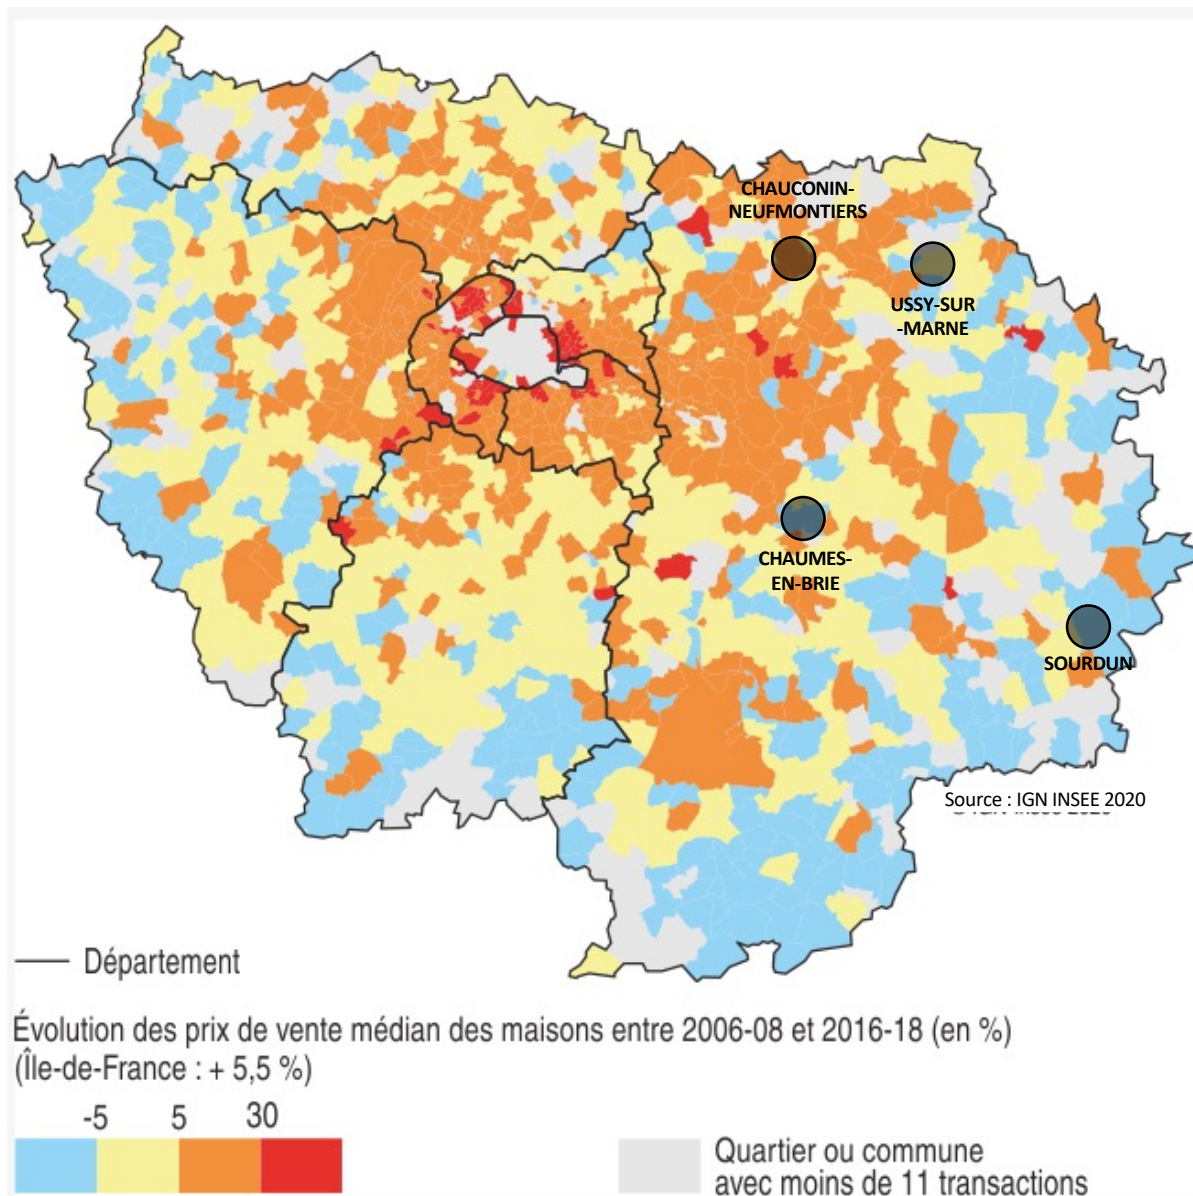 CHAUCONIN-
NEUFMONTIERS
USSY-SUR
-MARNE
CHAUMES-
EN-BRIE
SOURDUN
Source : IGN INSEE 2020
Département
Évolution des prix de vente médian des maisons entre 2006-08 et 2016-18 (en %)
(Île-de-France : + 5,5 %)
-5 5 30
Quartier ou commune
avec moins de 11 transactions